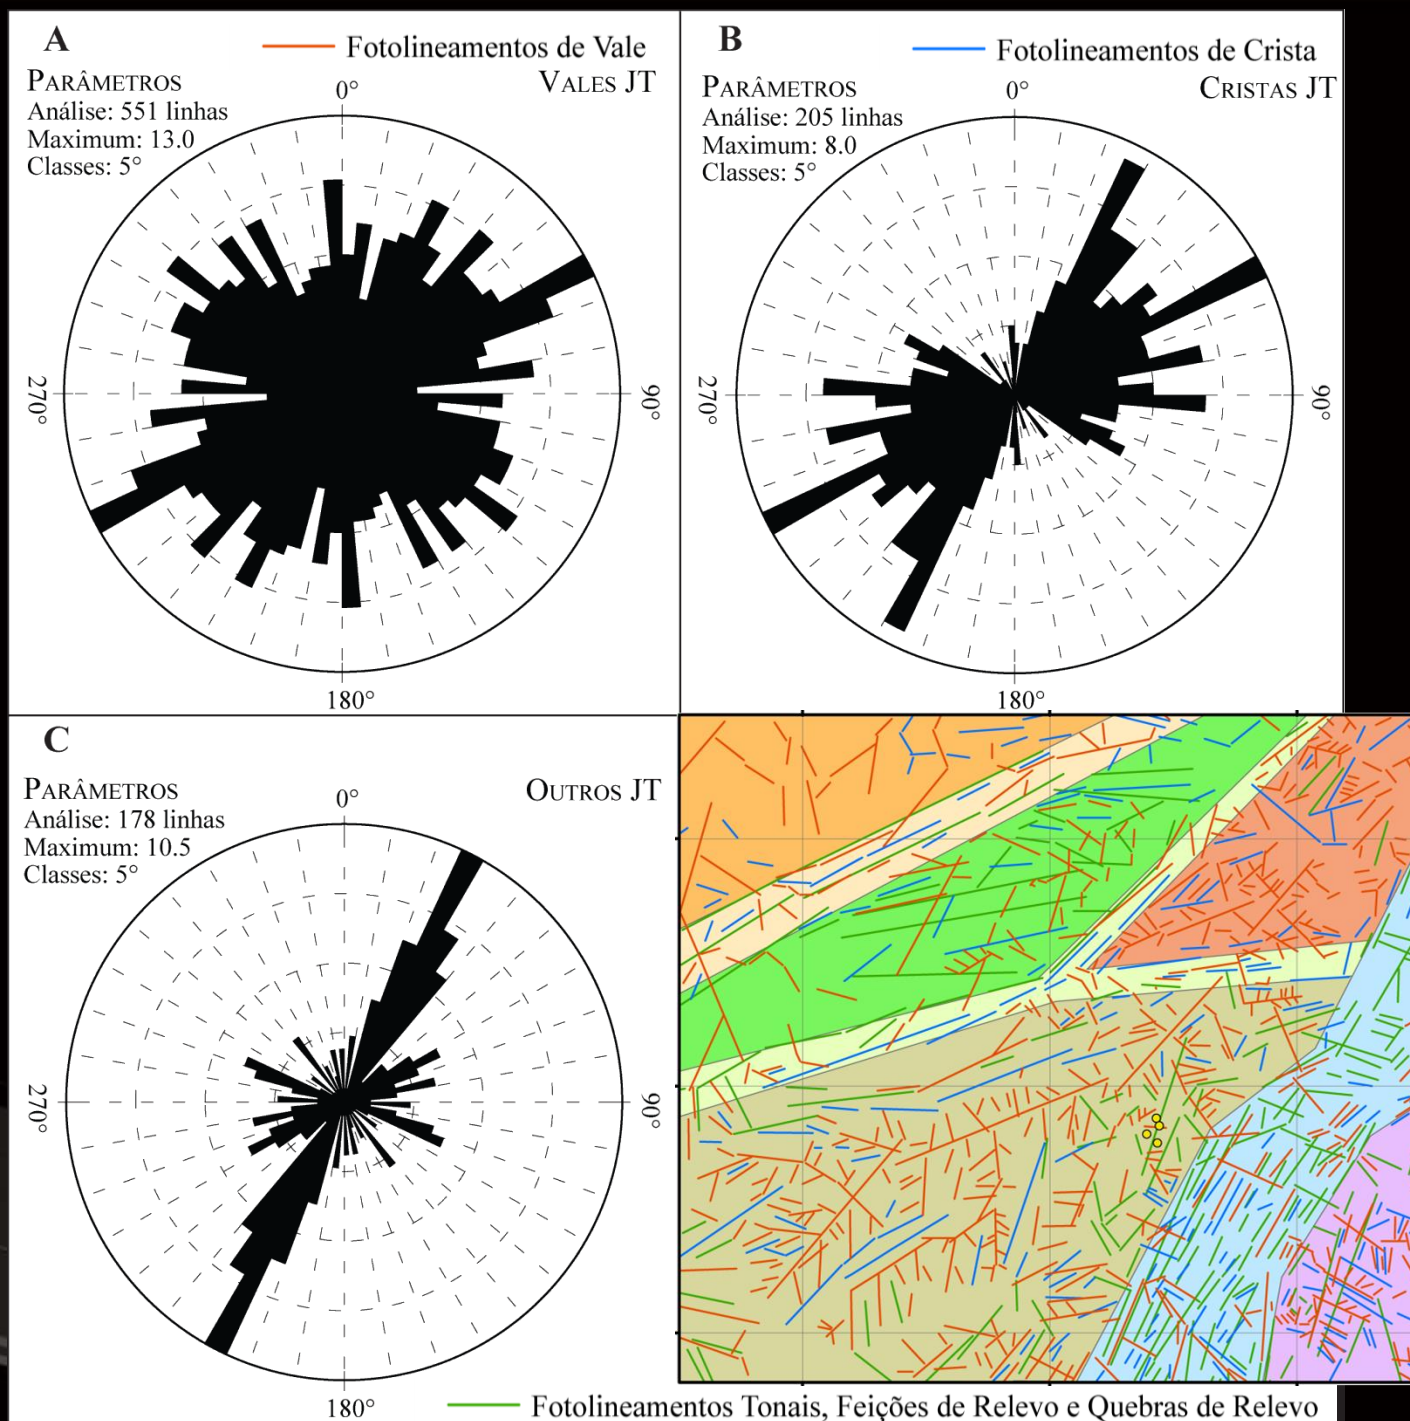 A
Fotolineamentos de Vale
PARÂMETROS
VALES JT
Análise: 551 linhas
Maximum: 13.0
Classes: 5°
0°
90°
180°
270°
B
Fotolineamentos de Crista
PARÂMETROS
CRISTAS JT
Análise: 205 linhas
Maximum: 8.0
Classes: 5°
0°
90°
180°
270°
C
PARÂMETROS
OUTROS JT
Análise: 178 linhas
Maximum: 10.5
Classes: 5°
0°
90°
180°
270°
Fotolineamentos Tonais, Feições de Relevo e Quebras de Relevo